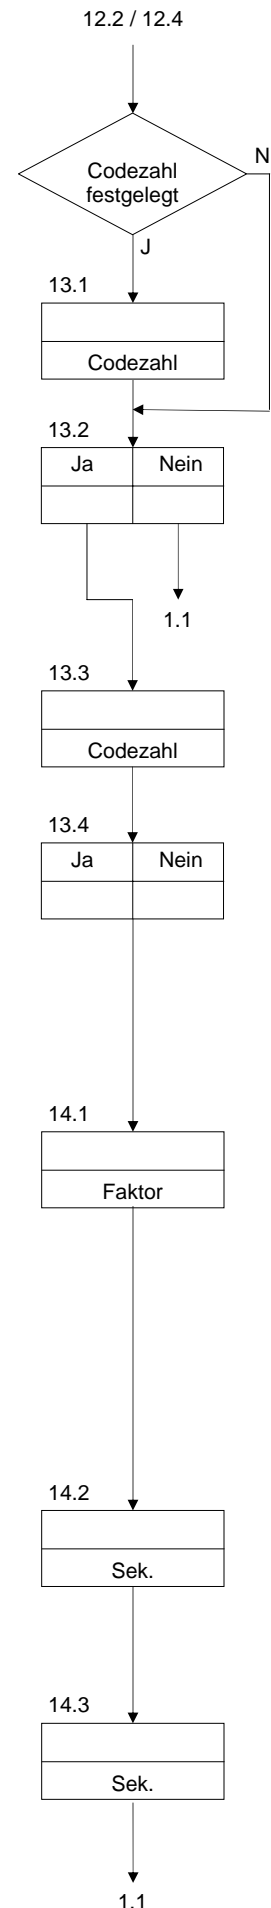 12.2 / 12.4
Codezahl
festgelegt
N
J
13.1
Codezahl
13.2
Ja Nein
1.1
13.3
Codezahl
13.4
Ja Nein
14.1
Faktor
14.2
Sek.
14.3
Sek.
1.1